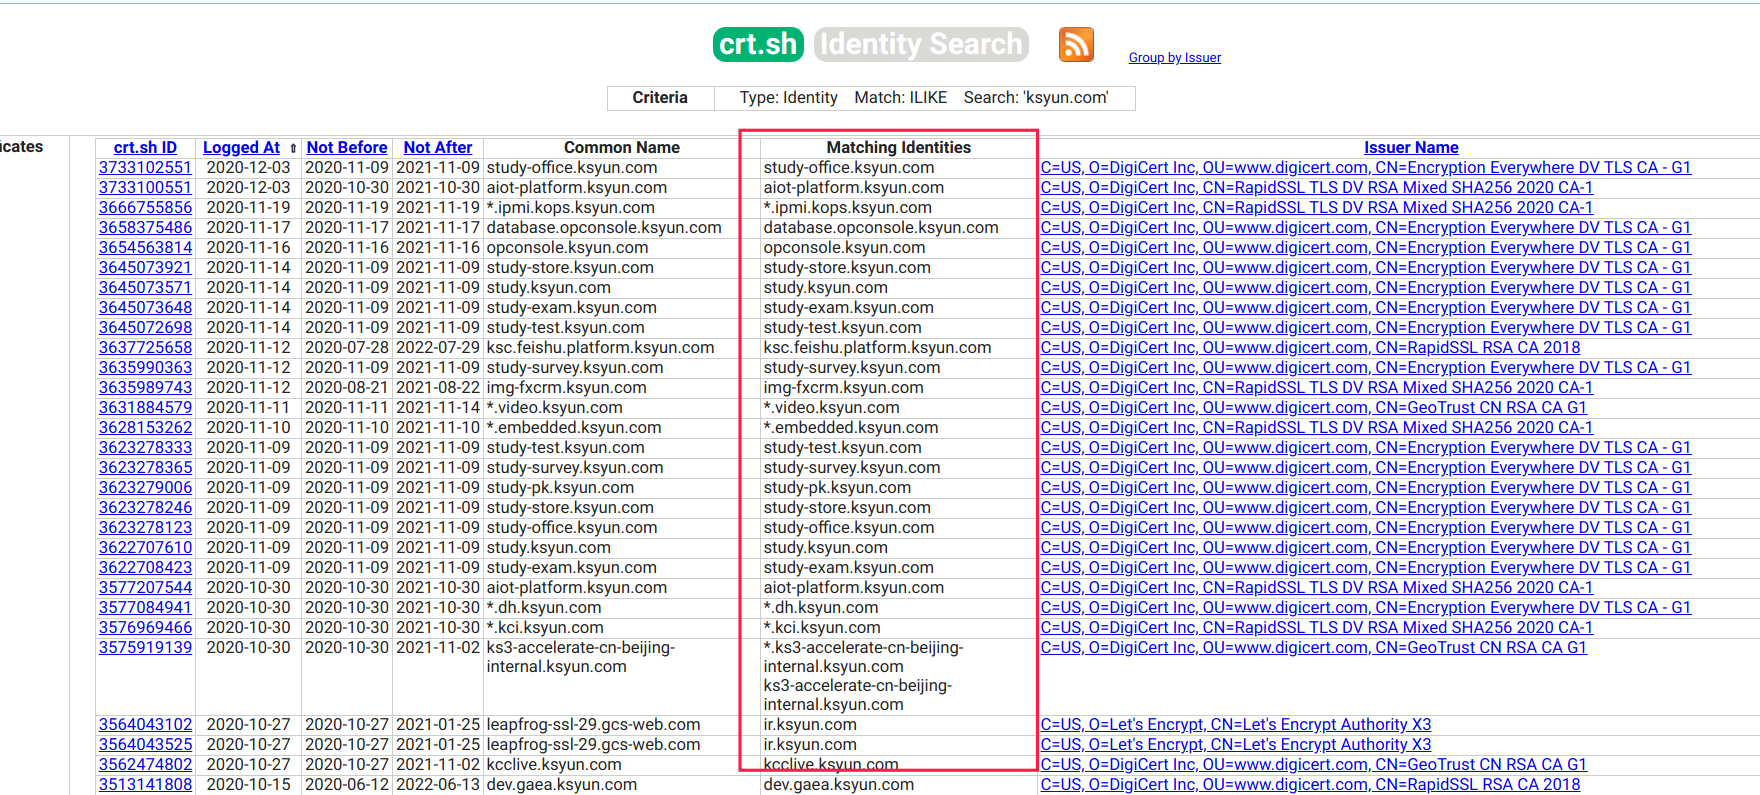 crt.sh Identity Search Group by Issuer
Criteria Type: Identity Match: ILIKE Search: 'ksyun.com'
icates crt.sh ID Logged At ⇧ Not Before Not After Common Name Matching Identities Issuer Name
3733102551 2020-12-03 2020-11-09 2021-11-09 study-office.ksyun.com study-office.ksyun.com C=US, O=DigiCert Inc, OU=www.digicert.com, CN=Encryption Everywhere DV TLS CA - G1
3733100551 2020-12-03 2020-10-30 2021-10-30 aiot-platform.ksyun.com aiot-platform.ksyun.com C=US, O=DigiCert Inc, CN=RapidSSL TLS DV RSA Mixed SHA256 2020 CA-1
3666755856 2020-11-19 2020-11-19 2021-11-19 *.ipmi.kops.ksyun.com *.ipmi.kops.ksyun.com C=US, O=DigiCert Inc, CN=RapidSSL TLS DV RSA Mixed SHA256 2020 CA-1
3658375486 2020-11-17 2020-11-17 2021-11-17 database.opconsole.ksyun.com database.opconsole.ksyun.com C=US, O=DigiCert Inc, OU=www.digicert.com, CN=Encryption Everywhere DV TLS CA - G1
3654563814 2020-11-16 2020-11-16 2021-11-16 opconsole.ksyun.com opconsole.ksyun.com C=US, O=DigiCert Inc, OU=www.digicert.com, CN=Encryption Everywhere DV TLS CA - G1
3645073921 2020-11-14 2020-11-09 2021-11-09 study-store.ksyun.com study-store.ksyun.com C=US, O=DigiCert Inc, OU=www.digicert.com, CN=Encryption Everywhere DV TLS CA - G1
3645073571 2020-11-14 2020-11-09 2021-11-09 study.ksyun.com study.ksyun.com C=US, O=DigiCert Inc, OU=www.digicert.com, CN=Encryption Everywhere DV TLS CA - G1
3645073648 2020-11-14 2020-11-09 2021-11-09 study-exam.ksyun.com study-exam.ksyun.com C=US, O=DigiCert Inc, OU=www.digicert.com, CN=Encryption Everywhere DV TLS CA - G1
3645072698 2020-11-14 2020-11-09 2021-11-09 study-test.ksyun.com study-test.ksyun.com C=US, O=DigiCert Inc, OU=www.digicert.com, CN=Encryption Everywhere DV TLS CA - G1
3637725658 2020-11-12 2020-07-28 2022-07-29 ksc.feishu.platform.ksyun.com ksc.feishu.platform.ksyun.com C=US, O=DigiCert Inc, OU=www.digicert.com, CN=RapidSSL RSA CA 2018
3635990363 2020-11-12 2020-11-09 2021-11-09 study-survey.ksyun.com study-survey.ksyun.com C=US, O=DigiCert Inc, OU=www.digicert.com, CN=Encryption Everywhere DV TLS CA - G1
3635989743 2020-11-12 2020-08-21 2021-08-22 img-fxcrm.ksyun.com img-fxcrm.ksyun.com C=US, O=DigiCert Inc, CN=RapidSSL TLS DV RSA Mixed SHA256 2020 CA-1
3631884579 2020-11-11 2020-11-11 2021-11-14 *.video.ksyun.com *.video.ksyun.com C=US, O=DigiCert Inc, OU=www.digicert.com, CN=GeoTrust CN RSA CA G1
3628153262 2020-11-10 2020-11-10 2021-11-10 *.embedded.ksyun.com *.embedded.ksyun.com C=US, O=DigiCert Inc, CN=RapidSSL TLS DV RSA Mixed SHA256 2020 CA-1
3623278333 2020-11-09 2020-11-09 2021-11-09 study-test.ksyun.com study-test.ksyun.com C=US, O=DigiCert Inc, OU=www.digicert.com, CN=Encryption Everywhere DV TLS CA - G1
3623278365 2020-11-09 2020-11-09 2021-11-09 study-survey.ksyun.com study-survey.ksyun.com C=US, O=DigiCert Inc, OU=www.digicert.com, CN=Encryption Everywhere DV TLS CA - G1
3623279006 2020-11-09 2020-11-09 2021-11-09 study-pk.ksyun.com study-pk.ksyun.com C=US, O=DigiCert Inc, OU=www.digicert.com, CN=Encryption Everywhere DV TLS CA - G1
3623278246 2020-11-09 2020-11-09 2021-11-09 study-store.ksyun.com study-store.ksyun.com C=US, O=DigiCert Inc, OU=www.digicert.com, CN=Encryption Everywhere DV TLS CA - G1
3623278123 2020-11-09 2020-11-09 2021-11-09 study-office.ksyun.com study-office.ksyun.com C=US, O=DigiCert Inc, OU=www.digicert.com, CN=Encryption Everywhere DV TLS CA - G1
3622707610 2020-11-09 2020-11-09 2021-11-09 study.ksyun.com study.ksyun.com C=US, O=DigiCert Inc, OU=www.digicert.com, CN=Encryption Everywhere DV TLS CA - G1
3622708423 2020-11-09 2020-11-09 2021-11-09 study-exam.ksyun.com study-exam.ksyun.com C=US, O=DigiCert Inc, OU=www.digicert.com, CN=Encryption Everywhere DV TLS CA - G1
3577207544 2020-10-30 2020-10-30 2021-10-30 aiot-platform.ksyun.com aiot-platform.ksyun.com C=US, O=DigiCert Inc, CN=RapidSSL TLS DV RSA Mixed SHA256 2020 CA-1
3577084941 2020-10-30 2020-10-30 2021-10-30 *.dh.ksyun.com *.dh.ksyun.com C=US, O=DigiCert Inc, OU=www.digicert.com, CN=Encryption Everywhere DV TLS CA - G1
3576969466 2020-10-30 2020-10-30 2021-10-30 *.kci.ksyun.com *.kci.ksyun.com C=US, O=DigiCert Inc, CN=RapidSSL TLS DV RSA Mixed SHA256 2020 CA-1
3575919139 2020-10-30 2020-10-30 2021-11-02 ks3-accelerate-cn-beijing- *.ks3-accelerate-cn-beijing- C=US, O=DigiCert Inc, OU=www.digicert.com, CN=GeoTrust CN RSA CA G1
internal.ksyun.com internal.ksyun.com
ks3-accelerate-cn-beijing-
internal.ksyun.com
3564043102 2020-10-27 2020-10-27 2021-01-25 leapfrog-ssl-29.gcs-web.com ir.ksyun.com C=US, O=Let's Encrypt, CN=Let's Encrypt Authority X3
3564043525 2020-10-27 2020-10-27 2021-01-25 leapfrog-ssl-29.gcs-web.com ir.ksyun.com C=US, O=Let's Encrypt, CN=Let's Encrypt Authority X3
3562474802 2020-10-27 2020-10-27 2021-11-02 kcclive.ksyun.com kcclive.ksyun.com C=US, O=DigiCert Inc, OU=www.digicert.com, CN=GeoTrust CN RSA CA G1
3513141808 2020-10-15 2020-06-12 2022-06-13 dev.gaea.ksyun.com dev.gaea.ksyun.com C=US, O=DigiCert Inc, OU=www.digicert.com, CN=RapidSSL RSA CA 2018